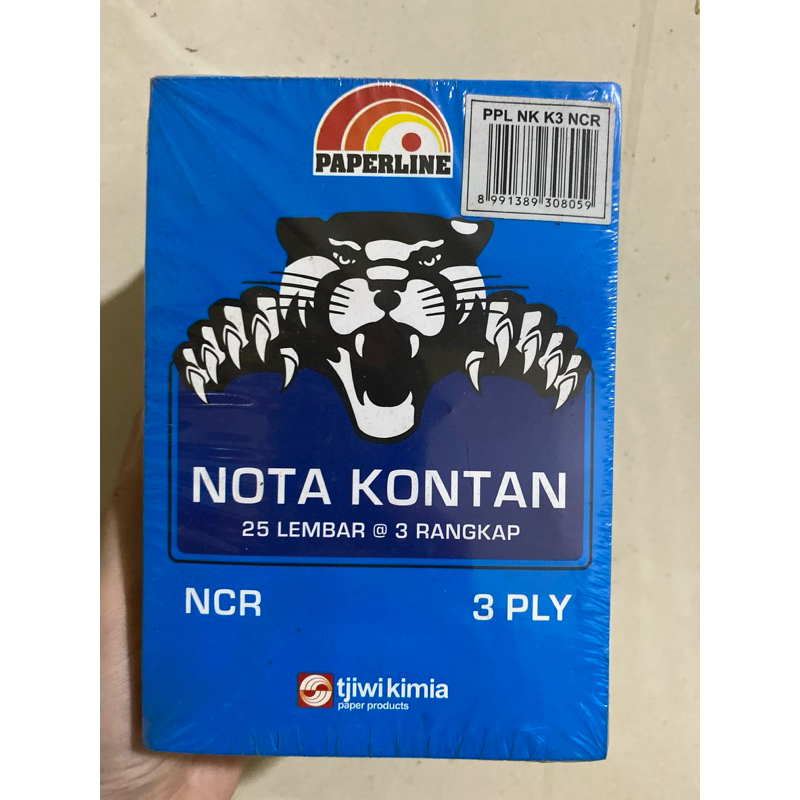 PAPERLINE
PPL NK K3 NCR
8 991389 308059
NOTA KONTAN
25 LEMBAR @ 3 RANGKAP
NCR
3 PLY
tjiwi kimia
paper products